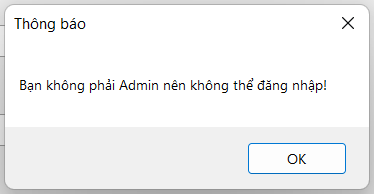 Thông báo
Bạn không phải Admin nên không thể đăng nhập!
OK